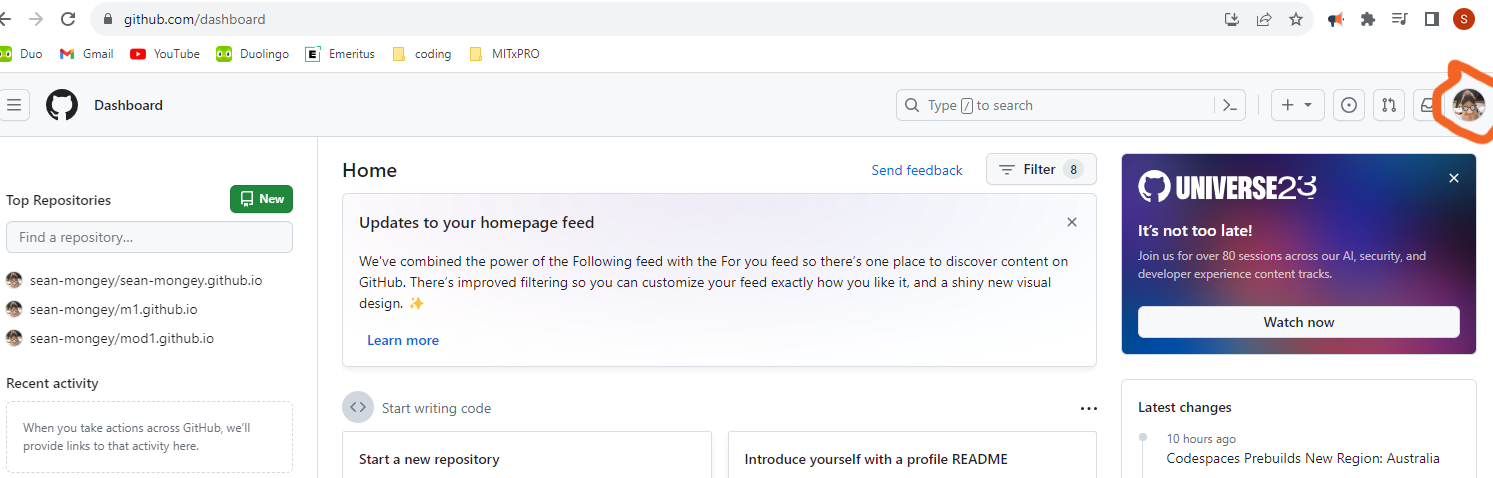 github.com/dashboard
S
Duo
Gmail
YouTube
Duolingo
E
Emeritus
coding
MITxPRO
Dashboard
Type / to search
Home
Send feedback
Filter 8
Top Repositories
New
Find a repository...
sean-mongey/sean-mongey.github.io
sean-mongey/m1.github.io
sean-mongey/mod1.github.io
Recent activity
When you take actions across GitHub, we'll
provide links to that activity here.
Updates to your homepage feed
We've combined the power of the Following feed with the For you feed so there's one place to discover content on
GitHub. There's improved filtering so you can customize your feed exactly how you like it, and a shiny new visual
design. ✨
Learn more
Start writing code
Start a new repository
Introduce yourself with a profile README
UNIVERSE23
It's not too late!
Join us for over 80 sessions across our AI, security, and
developer experience content tracks.
Watch now
Latest changes
10 hours ago
Codespaces Prebuilds New Region: Australia